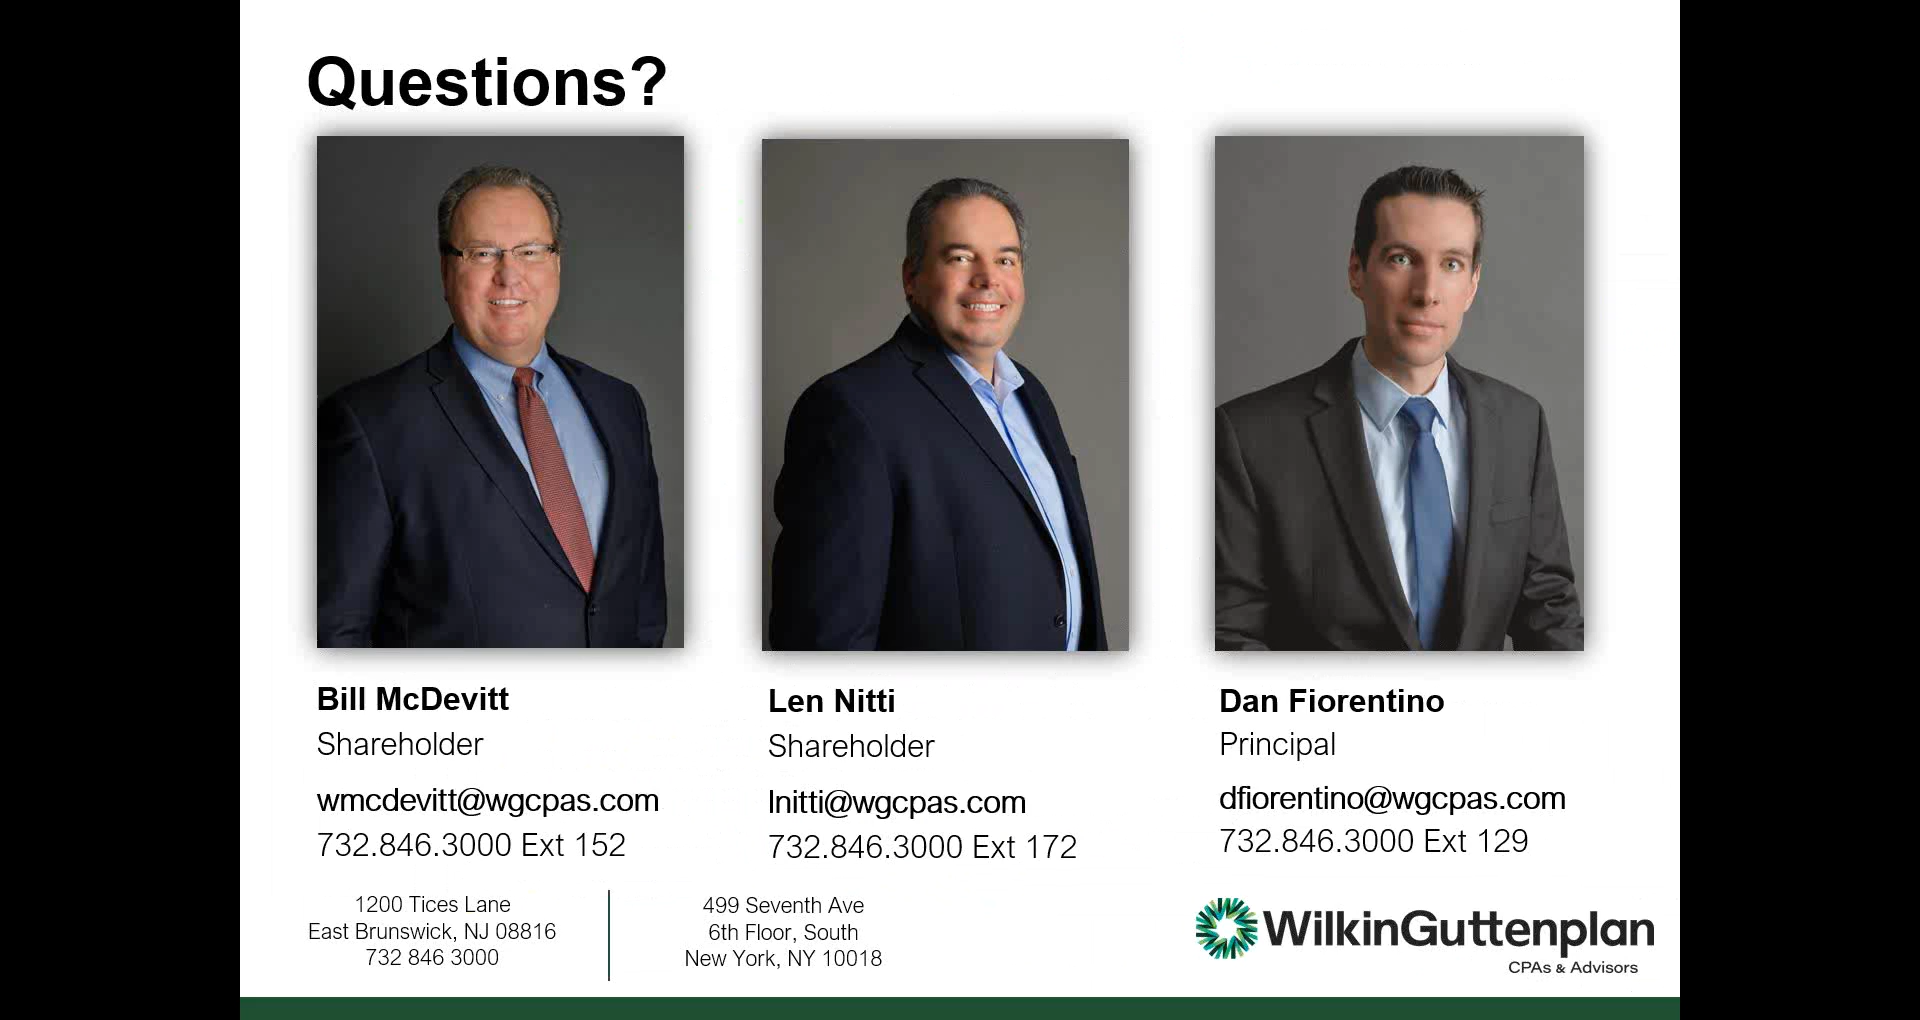 Questions?
Bill McDevitt
Shareholder
wmcdevitt@wgcpas.com
732.846.3000 Ext 152
Len Nitti
Shareholder
lnitti@wgcpas.com
732.846.3000 Ext 172
Dan Fiorentino
Principal
dfiorentino@wgcpas.com
732.846.3000 Ext 129
1200 Tices Lane
East Brunswick, NJ 08816
732 846 3000
499 Seventh Ave
6th Floor, South
New York, NY 10018
WilkinGuttenplan
CPAs & Advisors